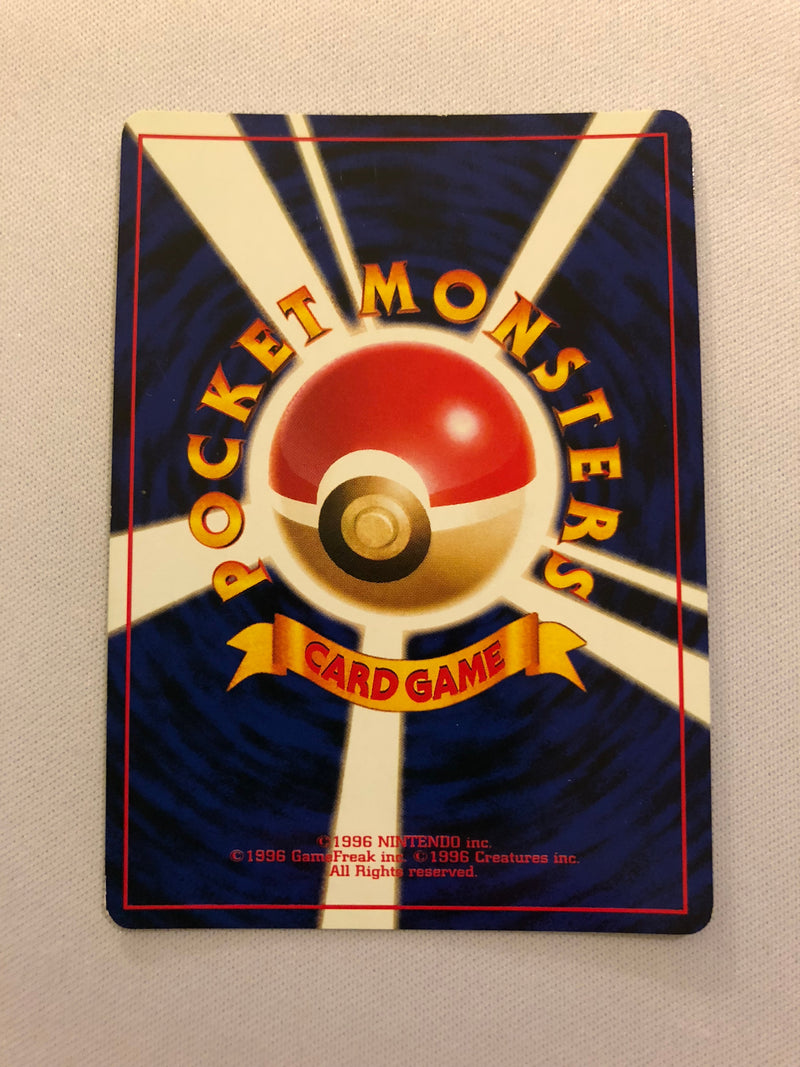 POCKET MONSTERS
CARD GAME
©1996 NINTENDO inc.
©1996 GameFreak inc. ©1996 Creatures inc.
All Rights reserved.